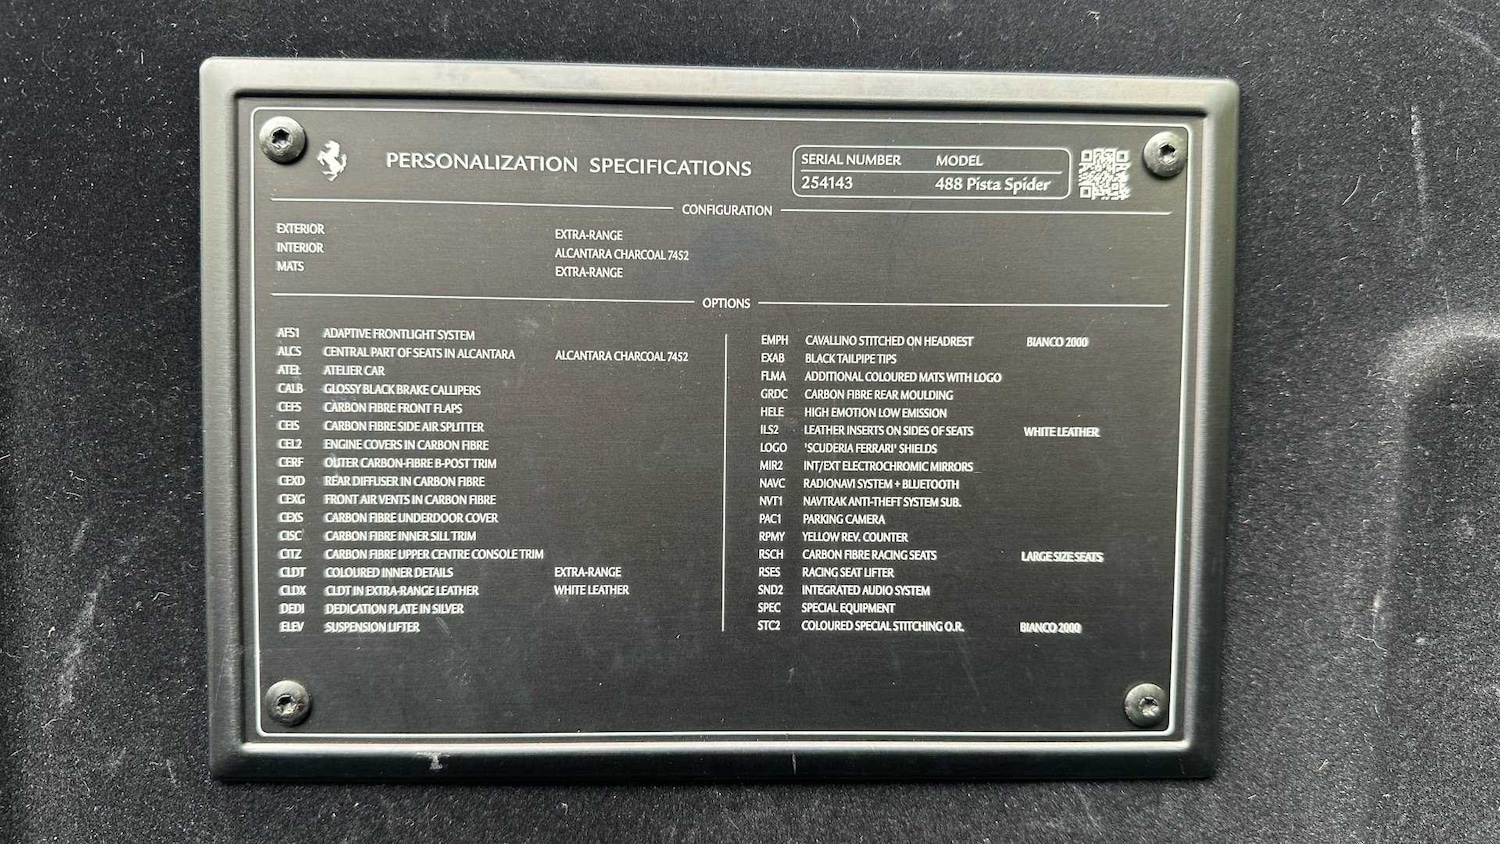 PERSONALIZATION SPECIFICATIONS
SERIAL NUMBER MODEL
254143 488 Pista Spider
CONFIGURATION
EXTERIOR EXTRA-RANGE
INTERIOR ALCANTARA CHARCOAL 7452
MATS EXTRA-RANGE
OPTIONS
AFS1 ADAPTIVE FRONTLIGHT SYSTEM
ALCS CENTRAL PART OF SEATS IN ALCANTARA ALCANTARA CHARCOAL 7452
ATEL ATELIER CAR
CALB GLOSSY BLACK BRAKE CALLIPERS
CEFS CARBON FIBRE FRONT FLAPS
CEIS CARBON FIBRE SIDE AIR SPLITTER
CEL2 ENGINE COVERS IN CARBON FIBRE
CERF OUTER CARBON-FIBRE B-POST TRIM
CEXD REAR DIFFUSER IN CARBON FIBRE
CEXG FRONT AIR VENTS IN CARBON FIBRE
CEXS CARBON FIBRE UNDERDOOR COVER
CISC CARBON FIBRE INNER SILL TRIM
CITZ CARBON FIBRE UPPER CENTRE CONSOLE TRIM
CLDT COLOURED INNER DETAILS EXTRA-RANGE
CLDX CLDT IN EXTRA-RANGE LEATHER WHITE LEATHER
DEDI DEDICATION PLATE IN SILVER
ELEV SUSPENSION LIFTER
EMPH CAVALLINO STITCHED ON HEADREST BIANCO 2000
EXAB BLACK TAILPIPE TIPS
FLMA ADDITIONAL COLOURED MATS WITH LOGO
GRDC CARBON FIBRE REAR MOULDING
HELE HIGH EMOTION LOW EMISSION
ILS2 LEATHER INSERTS ON SIDES OF SEATS WHITE LEATHER
LOGO 'SCUDERIA FERRARI' SHIELDS
MIR2 INT/EXT ELECTROCHROMIC MIRRORS
NAVC RADIONAVI SYSTEM + BLUETOOTH
NVT1 NAVTRAK ANTI-THEFT SYSTEM SUB.
PAC1 PARKING CAMERA
RPMY YELLOW REV. COUNTER
RSCH CARBON FIBRE RACING SEATS LARGE SIZE SEATS
RSES RACING SEAT LIFTER
SND2 INTEGRATED AUDIO SYSTEM
SPEC SPECIAL EQUIPMENT
STC2 COLOURED SPECIAL STITCHING O.R. BIANCO 2000